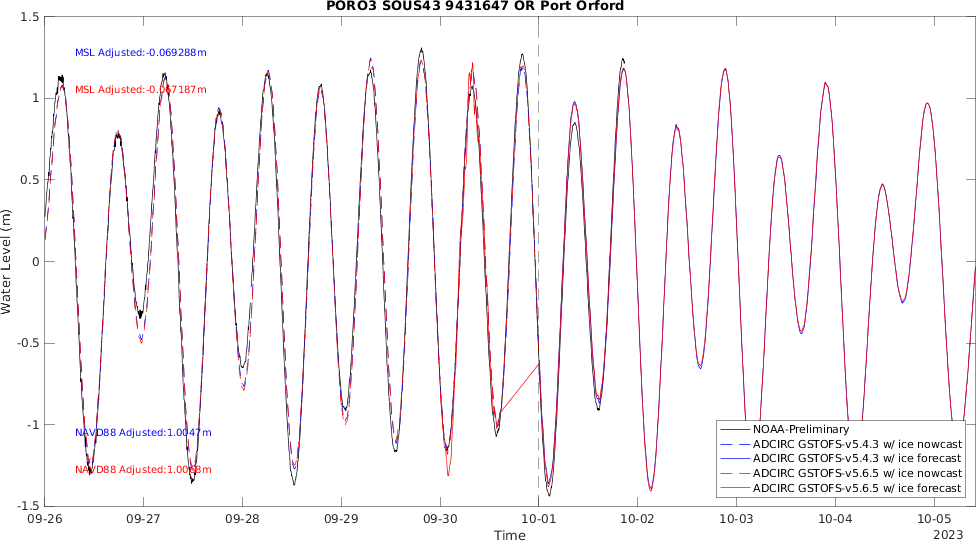 PORO3 SOUS43 9431647 OR Port Orford
1.5
1
0.5
0
-0.5
-1
-1.5
Water Level (m)
MSL Adjusted:-0.069288m
MSL Adjusted:-0.067187m
NAVD88 Adjusted:1.0047m
NAVD88 Adjusted:1.0068m
NOAA-Preliminary
ADCIRC GSTOFS-v5.4.3 w/ ice nowcast
ADCIRC GSTOFS-v5.4.3 w/ ice forecast
ADCIRC GSTOFS-v5.6.5 w/ ice nowcast
ADCIRC GSTOFS-v5.6.5 w/ ice forecast
09-26 09-27 09-28 09-29 09-30 10-01 10-02 10-03 10-04 10-05
2023
Time